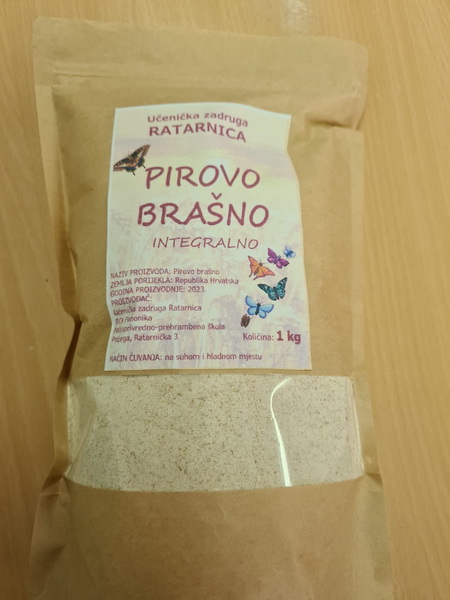 Učenička zadruga
RATARNICA
PIROVO
BRAŠNO
INTEGRALNO
NAZIV PROIZVODA: Pirovo brašno
ZEMLJA PORIJEKLA: Republika Hrvatska
GODINA PROIZVODNJE: 2023.
PROIZVOĐAČ:
Učenička zadruga Ratarnica
Panonika
Poljoprivredno-prehrambena škola
Požega, Ratarnička 3
Količina: 1 kg
NAČIN ČUVANJA: na suhom i hladnom mjestu